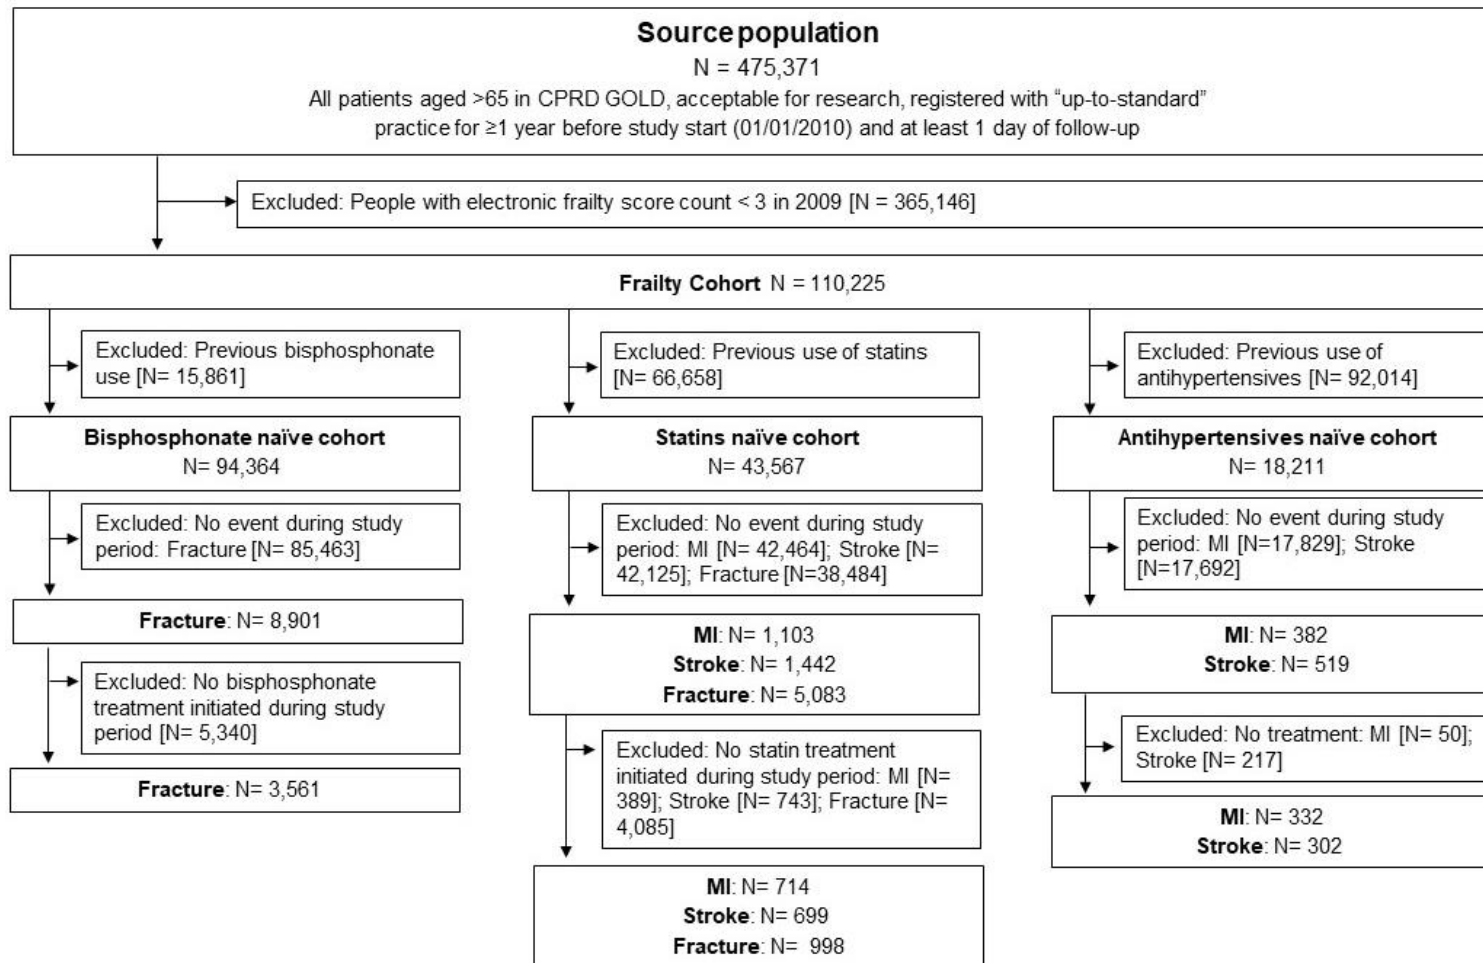 Source population
N = 475,371
All patients aged >65 in CPRD GOLD, acceptable for research, registered with “up-to-standard”
practice for ≥1 year before study start (01/01/2010) and at least 1 day of follow-up
Excluded: People with electronic frailty score count < 3 in 2009 [N = 365,146]
Frailty Cohort N = 110,225
Excluded: Previous bisphosphonate
use [N= 15,861]
Bisphosphonate naïve cohort
N= 94,364
Excluded: No event during study
period: Fracture [N= 85,463]
Fracture: N= 8,901
Excluded: No bisphosphonate
treatment initiated during study
period [N= 5,340]
Fracture: N= 3,561
Excluded: Previous use of statins
[N= 66,658]
Statins naïve cohort
N= 43,567
Excluded: No event during study
period: MI [N= 42,464]; Stroke [N=
42,125]; Fracture [N=38,484]
MI: N= 1,103
Stroke: N= 1,442
Fracture: N= 5,083
Excluded: No statin treatment
initiated during study period: MI [N=
389]; Stroke [N= 743]; Fracture [N=
4,085]
MI: N= 714
Stroke: N= 699
Fracture: N= 998
Excluded: Previous use of
antihypertensives [N= 92,014]
Antihypertensives naïve cohort
N= 18,211
Excluded: No event during study
period: MI [N=17,829]; Stroke
[N=17,692]
MI: N= 382
Stroke: N= 519
Excluded: No treatment: MI [N= 50];
Stroke [N= 217]
MI: N= 332
Stroke: N= 302